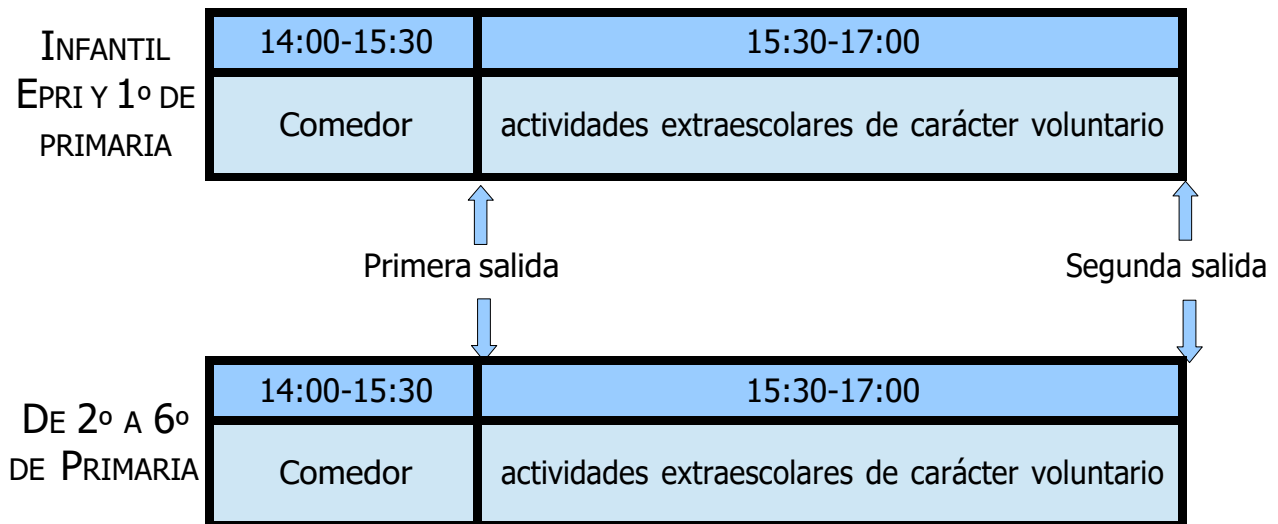 INFANTIL
EPRI Y 1º DE
PRIMARIA
14:00-15:30 15:30-17:00
Comedor actividades extraescolares de carácter voluntario
Primera salida Segunda salida
DE 2º A 6º
DE PRIMARIA
14:00-15:30 15:30-17:00
Comedor actividades extraescolares de carácter voluntario